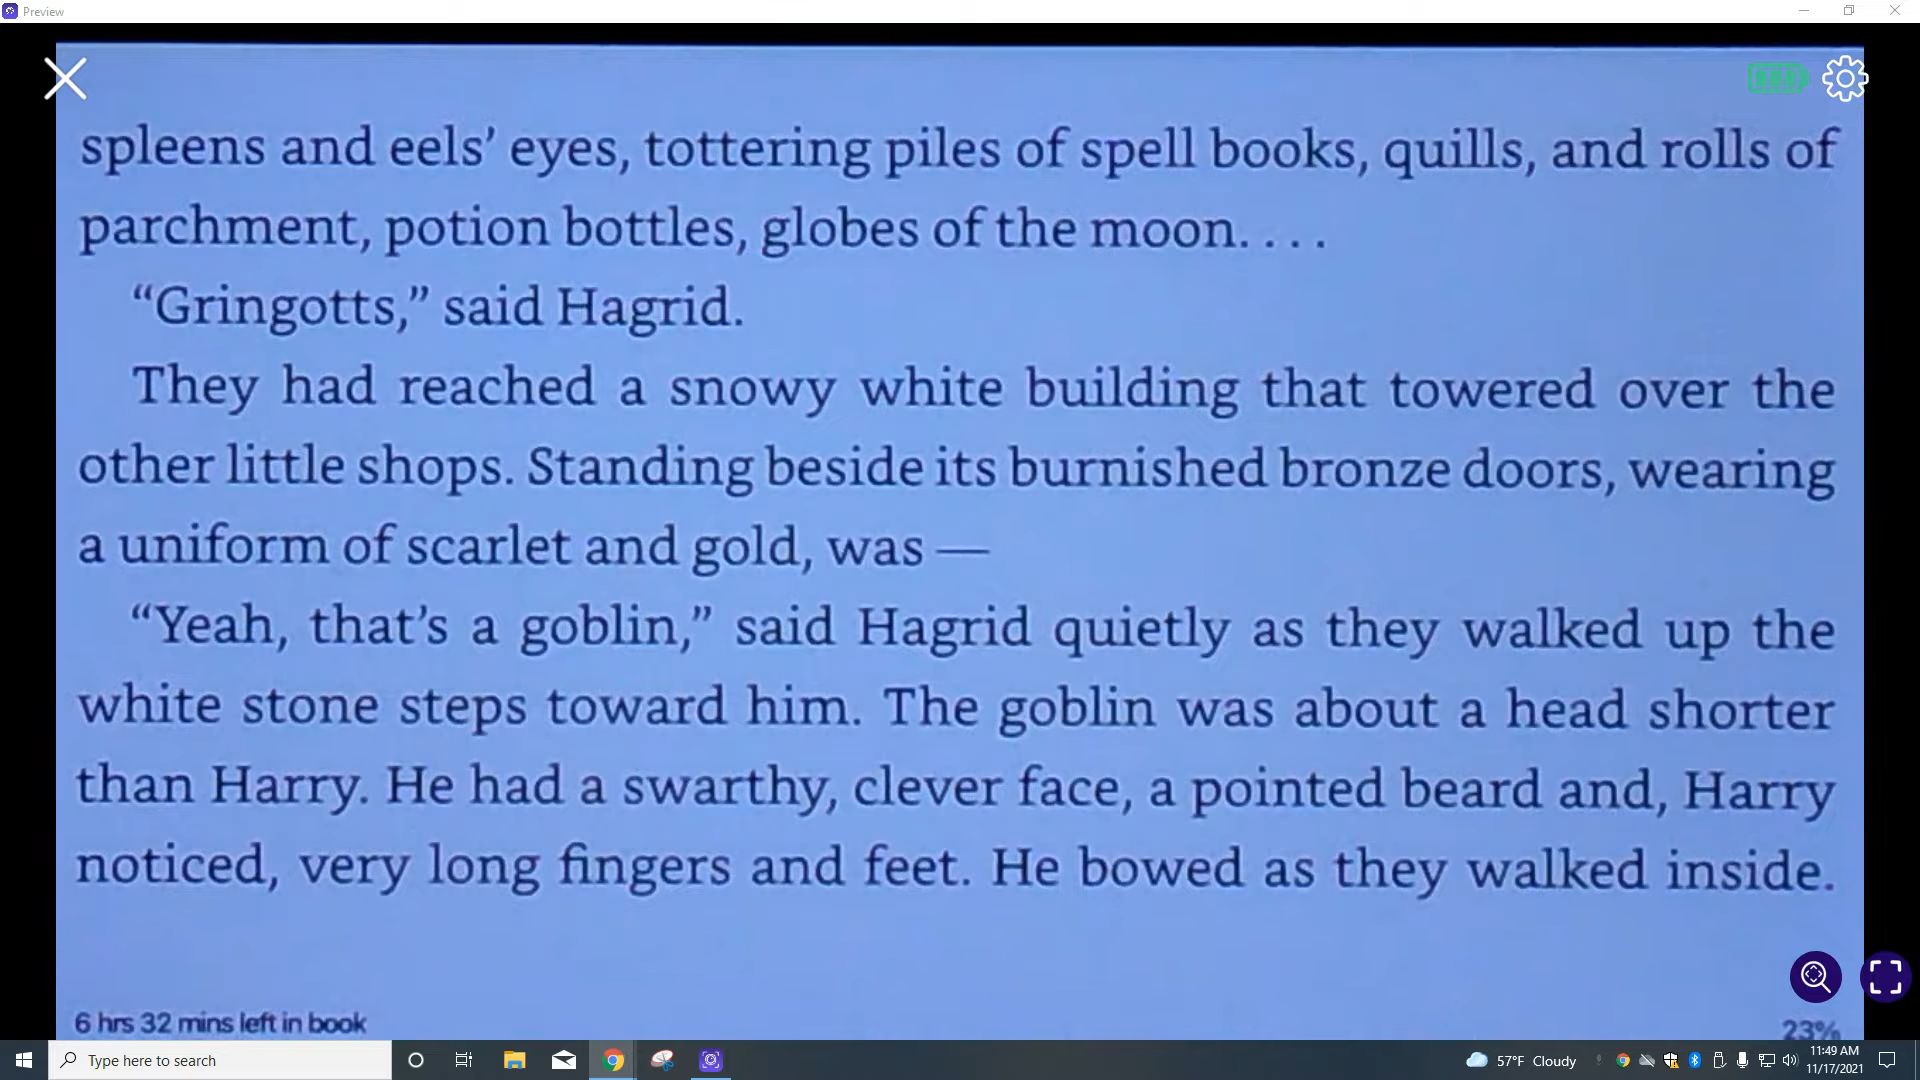 Preview
spleens and eels’ eyes, tottering piles of spell books, quills, and rolls of
parchment, potion bottles, globes of the moon. . . .
“Gringotts,” said Hagrid.
They had reached a snowy white building that towered over the
other little shops. Standing beside its burnished bronze doors, wearing
a uniform of scarlet and gold, was —
“Yeah, that’s a goblin,” said Hagrid quietly as they walked up the
white stone steps toward him. The goblin was about a head shorter
than Harry. He had a swarthy, clever face, a pointed beard and, Harry
noticed, very long fingers and feet. He bowed as they walked inside.
6 hrs 32 mins left in book
23%
Type here to search
57°F Cloudy
11:49 AM
11/17/2021